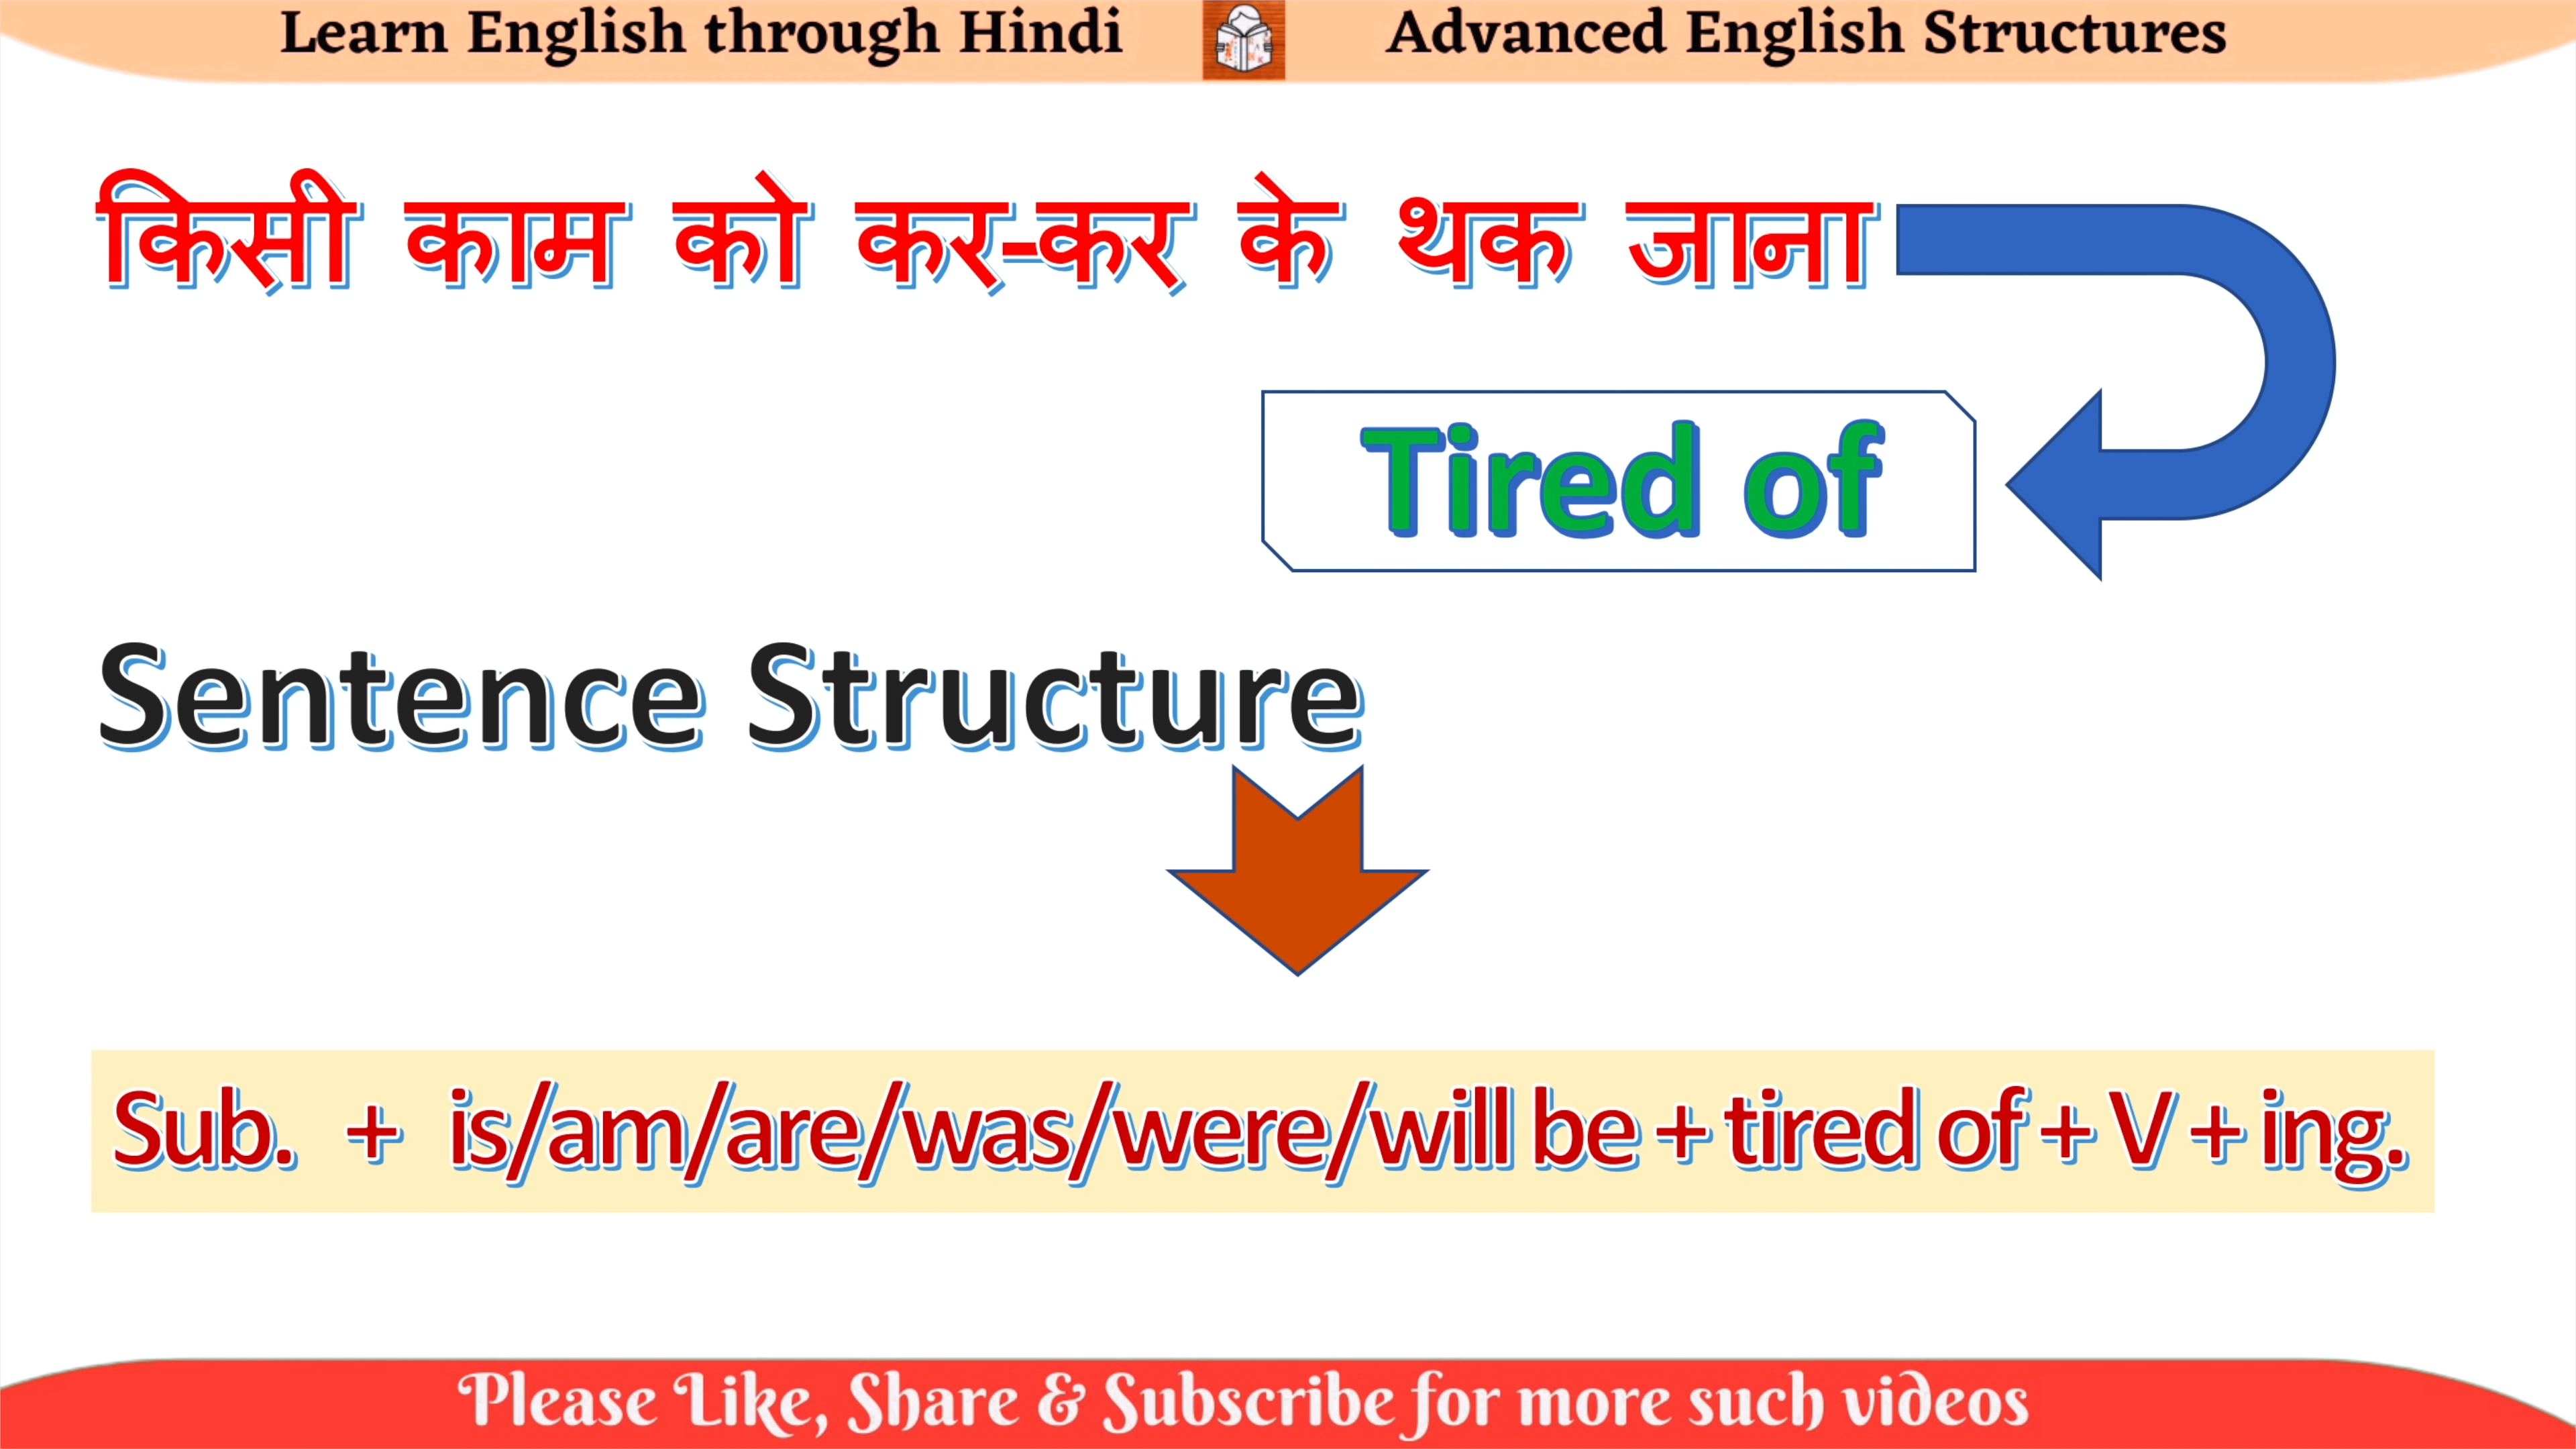 Learn English through Hindi
Advanced English Structures
किसी काम को कर-कर के थक जाना
Tired of
Sentence Structure
Sub. + is/am/are/was/were/will be + tired of + V + ing.
Please Like, Share & Subscribe for more such videos